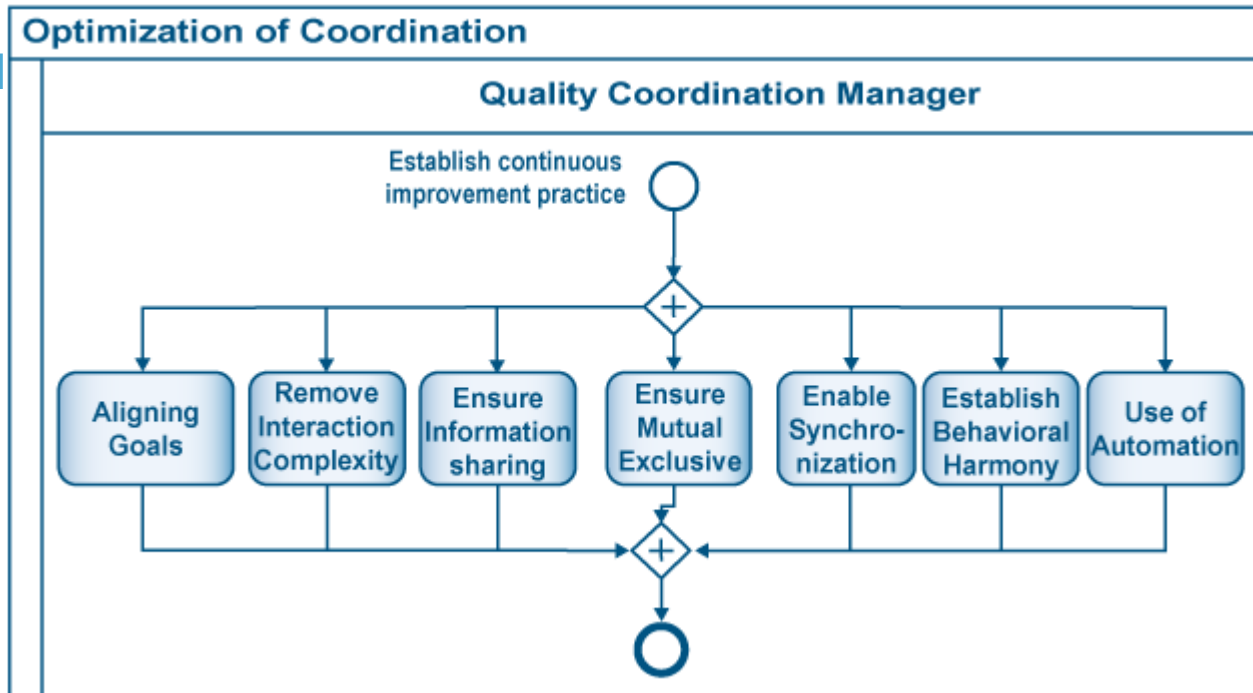 Optimization of Coordination
Quality Coordination Manager
Establish continuous
improvement practice
Aligning
Goals
Remove
Interaction
Complexity
Ensure
Information
sharing
Ensure
Mutual
Exclusive
Enable
Synchro-
nization
Establish
Behavioral
Harmony
Use of
Automation